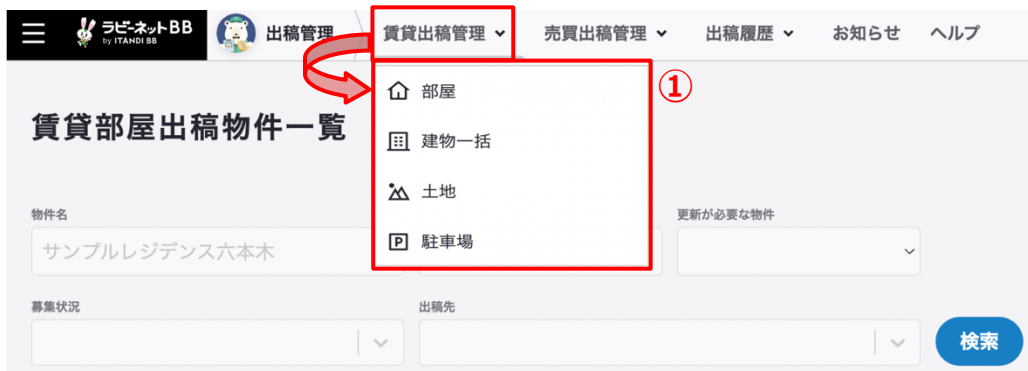 ラビーネットBB
by ITANDI BB
出稿管理
賃貸出稿管理
売買出稿管理
出稿履歴
お知らせ
ヘルプ
部屋
①
建物一括
土地
駐車場
賃貸部屋出稿物件一覧
物件名
サンプルレジデンス六本木
更新が必要な物件
募集状況
出稿先
検索